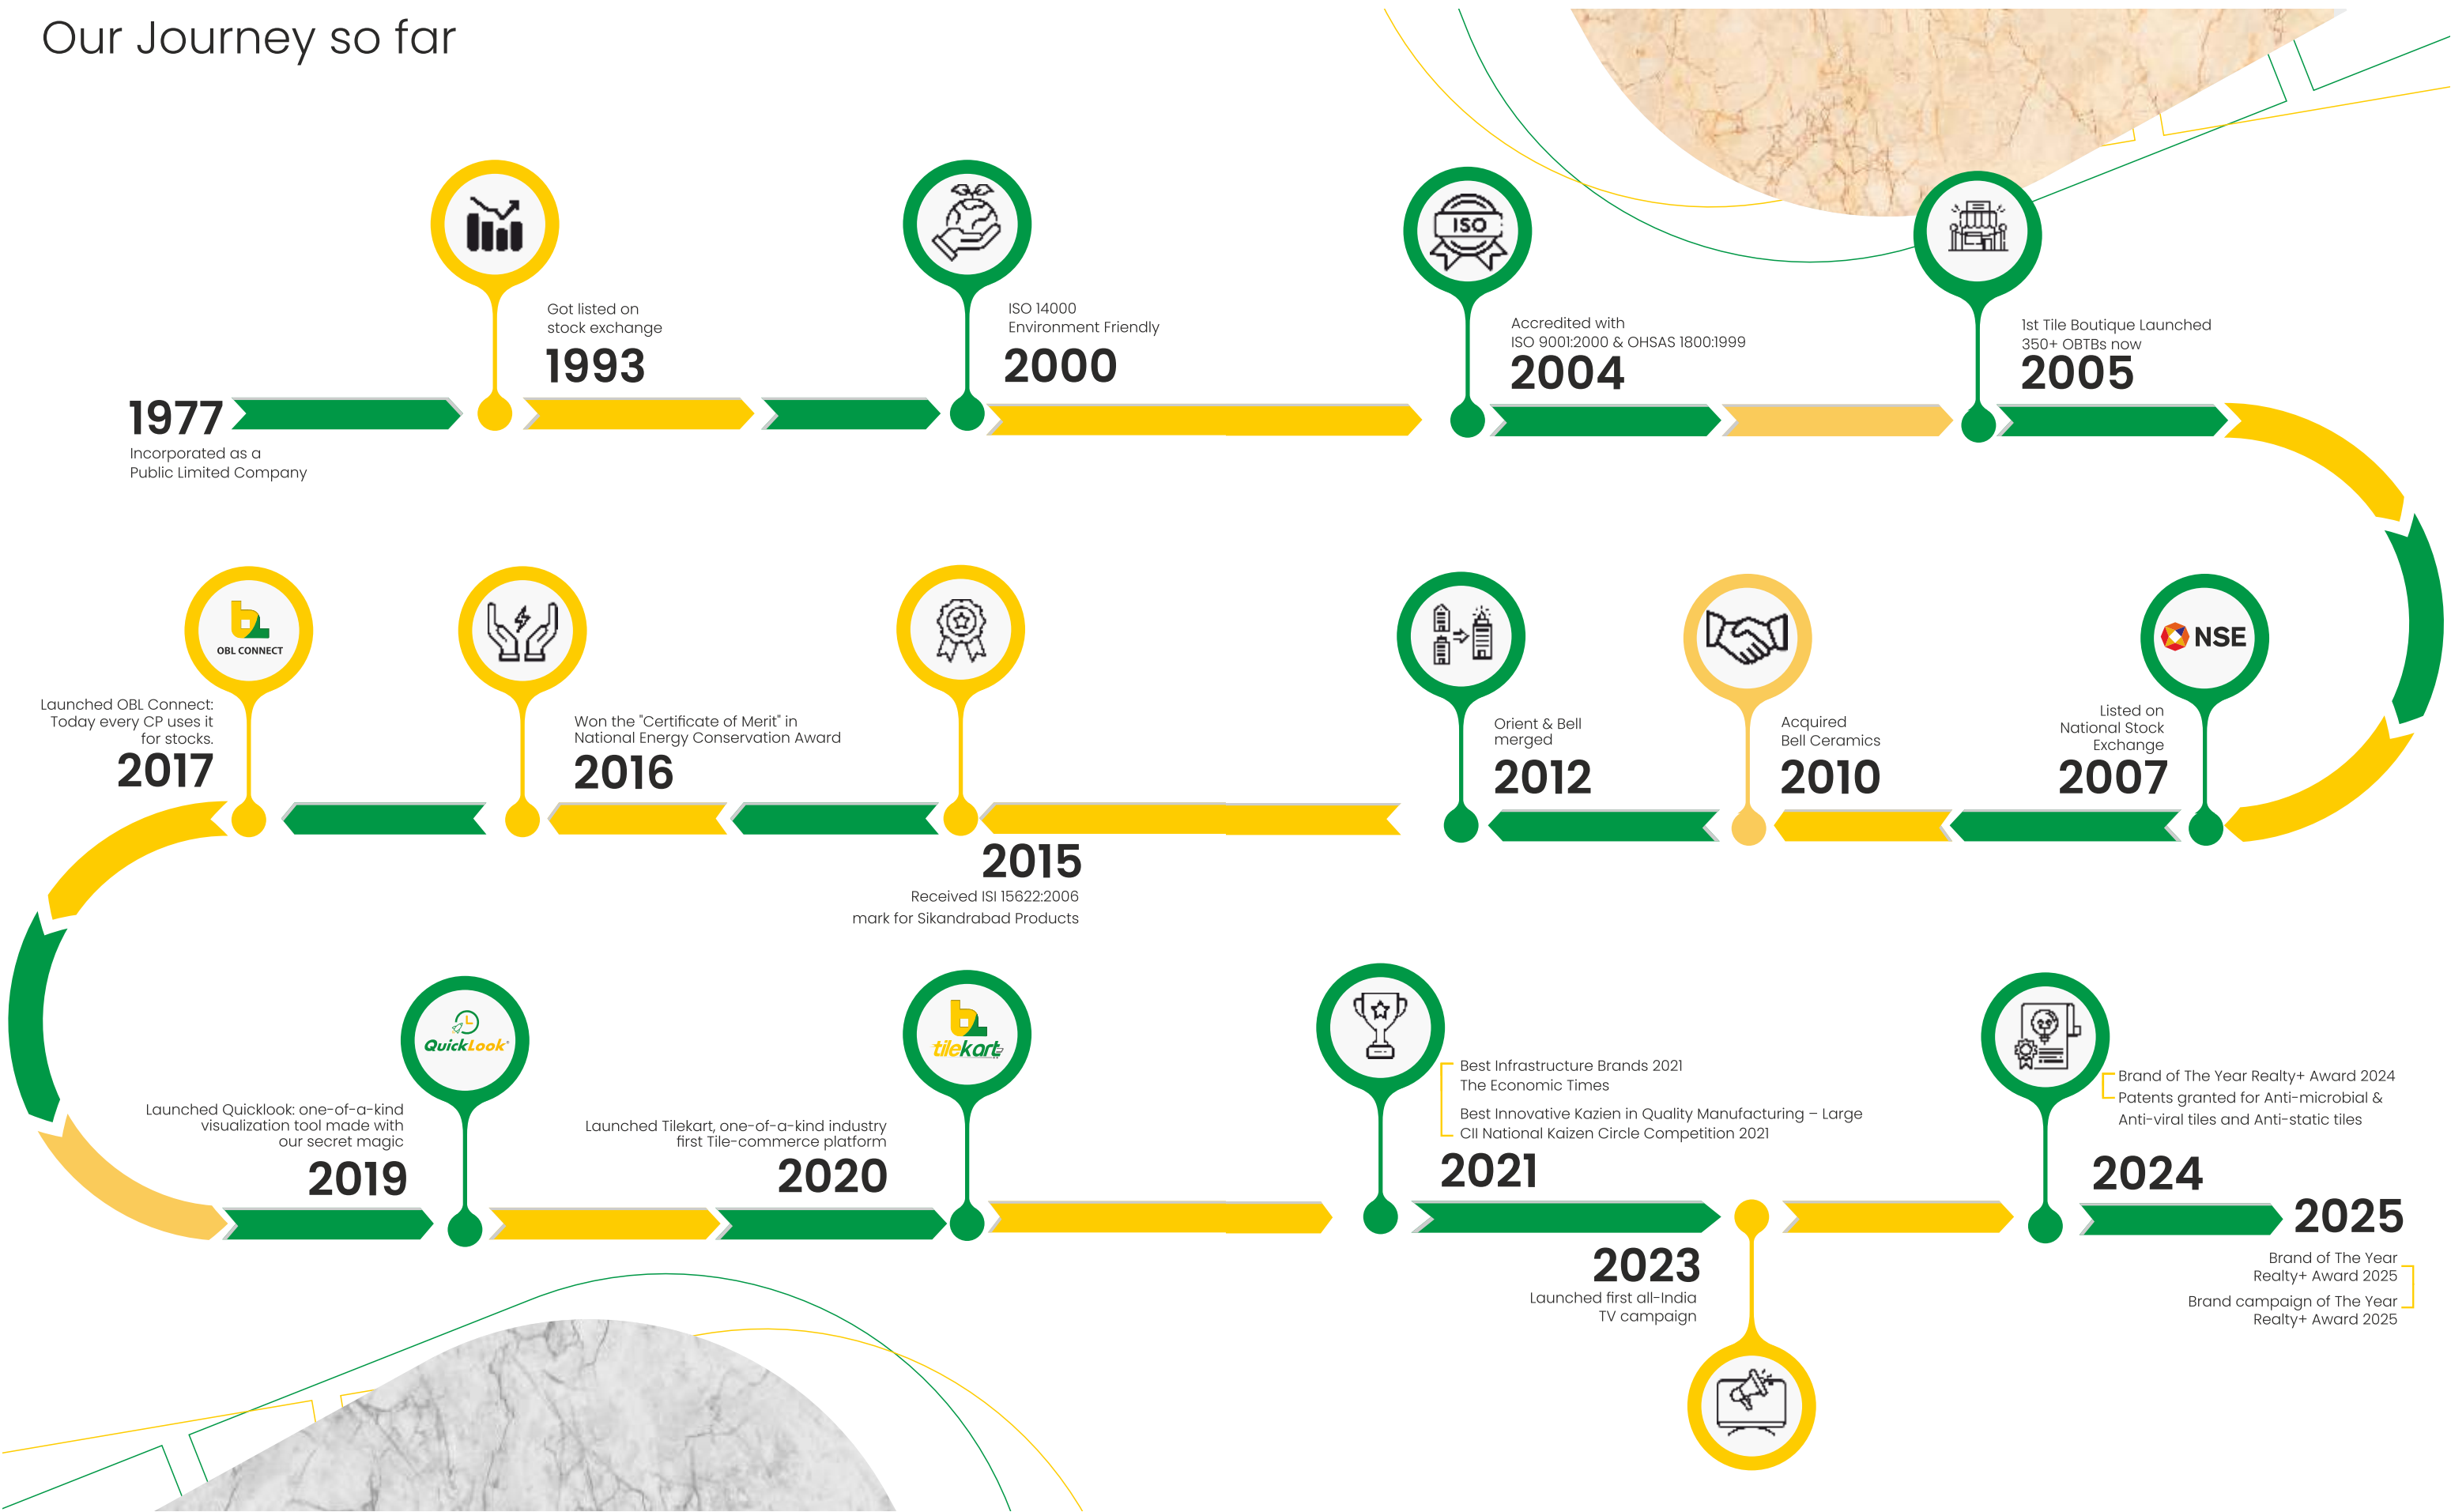 Our Journey so far
1977
Incorporated as a
Public Limited Company
Got listed on
stock exchange
1993
ISO 14000
Environment Friendly
2000
ISO
Accredited with
ISO 9001:2000 & OHSAS 1800:1999
2004
1st Tile Boutique Launched
350+ OBTBs now
2005
NSE
Listed on
National Stock
Exchange
2007
Acquired
Bell Ceramics
2010
Orient & Bell
merged
2012
2015
Received ISI 15622:2006
mark for Sikandrabad Products
Won the "Certificate of Merit" in
National Energy Conservation Award
2016
bL
OBL CONNECT
Launched OBL Connect:
Today every CP uses it
for stocks.
2017
QuickLook
Launched Quicklook: one-of-a-kind
visualization tool made with
our secret magic
2019
bL
tilekart
Launched Tilekart, one-of-a-kind industry
first Tile-commerce platform
2020
Best Infrastructure Brands 2021
The Economic Times
Best Innovative Kazien in Quality Manufacturing – Large
CII National Kaizen Circle Competition 2021
2021
2023
Launched first all-India
TV campaign
Brand of The Year Realty+ Award 2024
Patents granted for Anti-microbial &
Anti-viral tiles and Anti-static tiles
2024
2025
Brand of The Year
Realty+ Award 2025
Brand campaign of The Year
Realty+ Award 2025